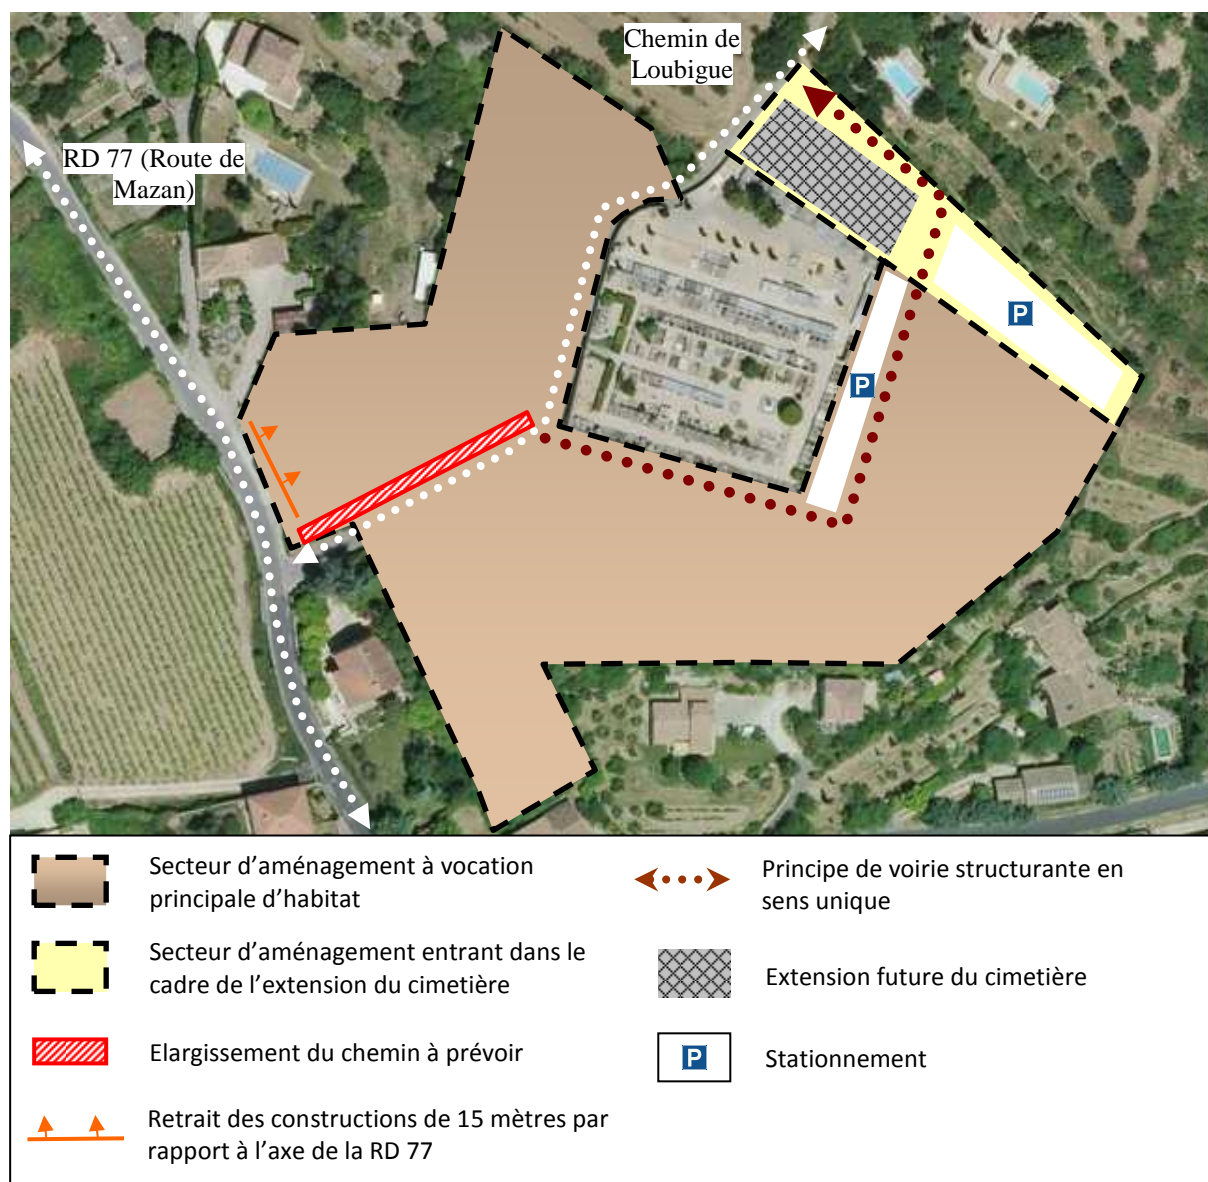 Chemin de
Loubigue
RD 77 (Route de
Mazan)
P
P
Secteur d'aménagement à vocation
principale d'habitat
Secteur d'aménagement entrant dans le
cadre de l'extension du cimetière
Elargissement du chemin à prévoir
Retrait des constructions de 15 mètres par
rapport à l'axe de la RD 77
Principe de voirie structurante en
sens unique
Extension future du cimetière
P
Stationnement